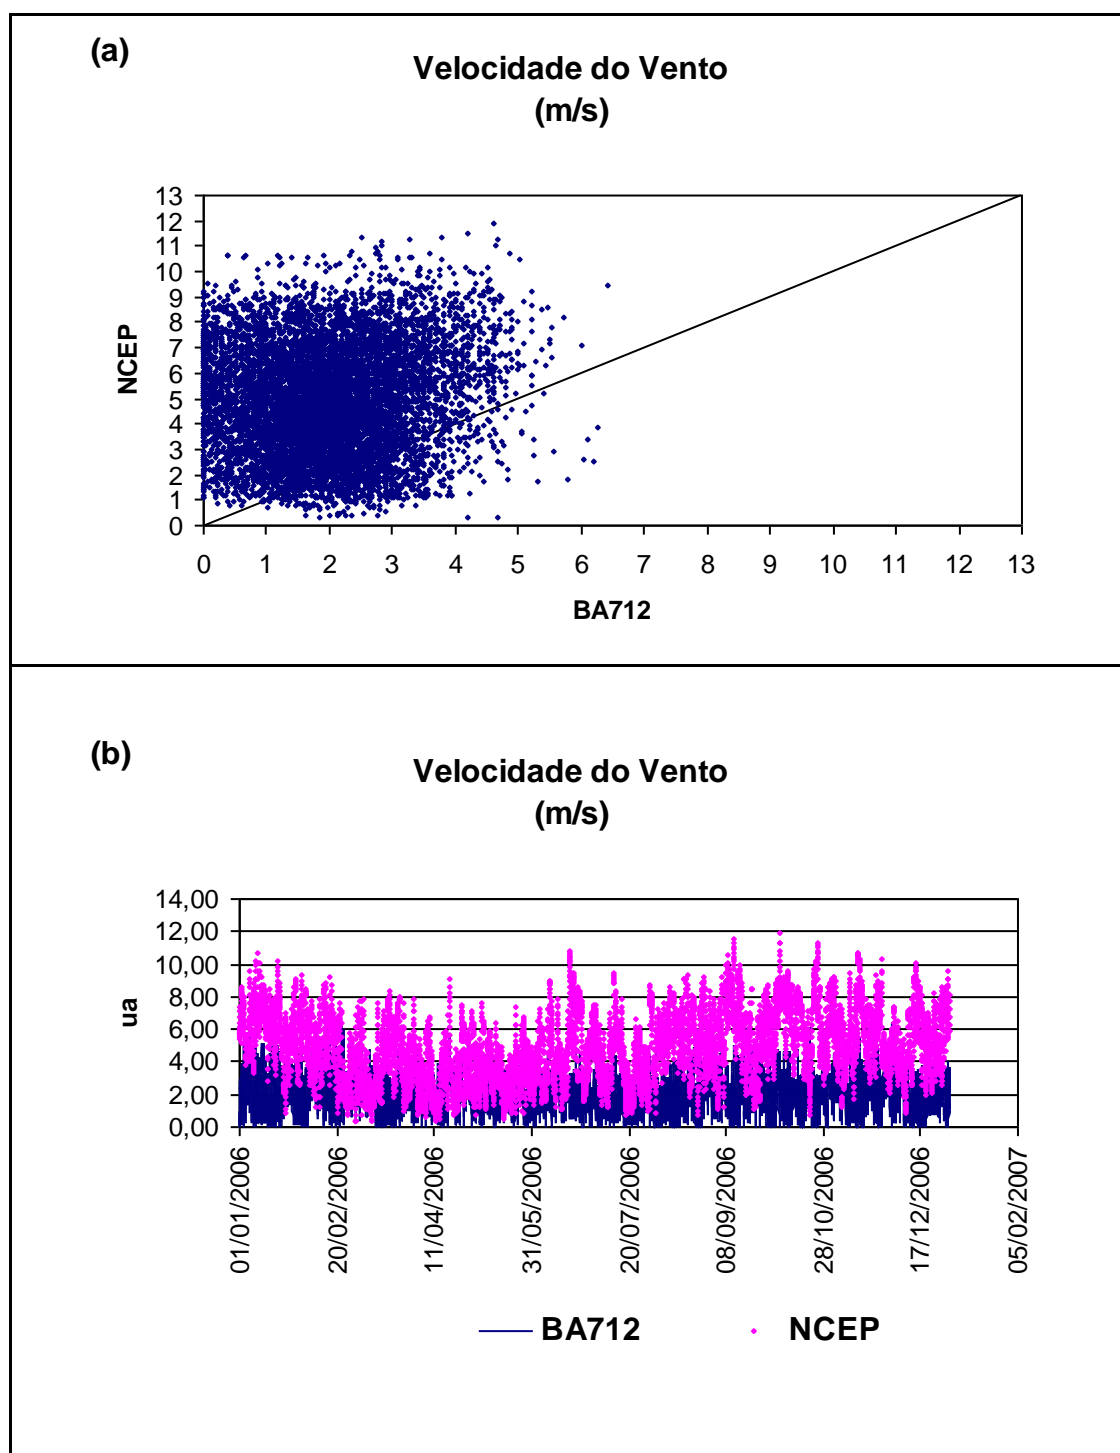 (a)
Velocidade do Vento
(m/s)
NCEP
13
12
11
10
9
8
7
6
5
4
3
2
1
0
0 1 2 3 4 5 6 7 8 9 10 11 12 13
BA712
(b)
Velocidade do Vento
(m/s)
ua
14,00
12,00
10,00
8,00
6,00
4,00
2,00
0,00
01/01/2006
20/02/2006
11/04/2006
31/05/2006
20/07/2006
08/09/2006
28/10/2006
17/12/2006
05/02/2007
BA712 NCEP